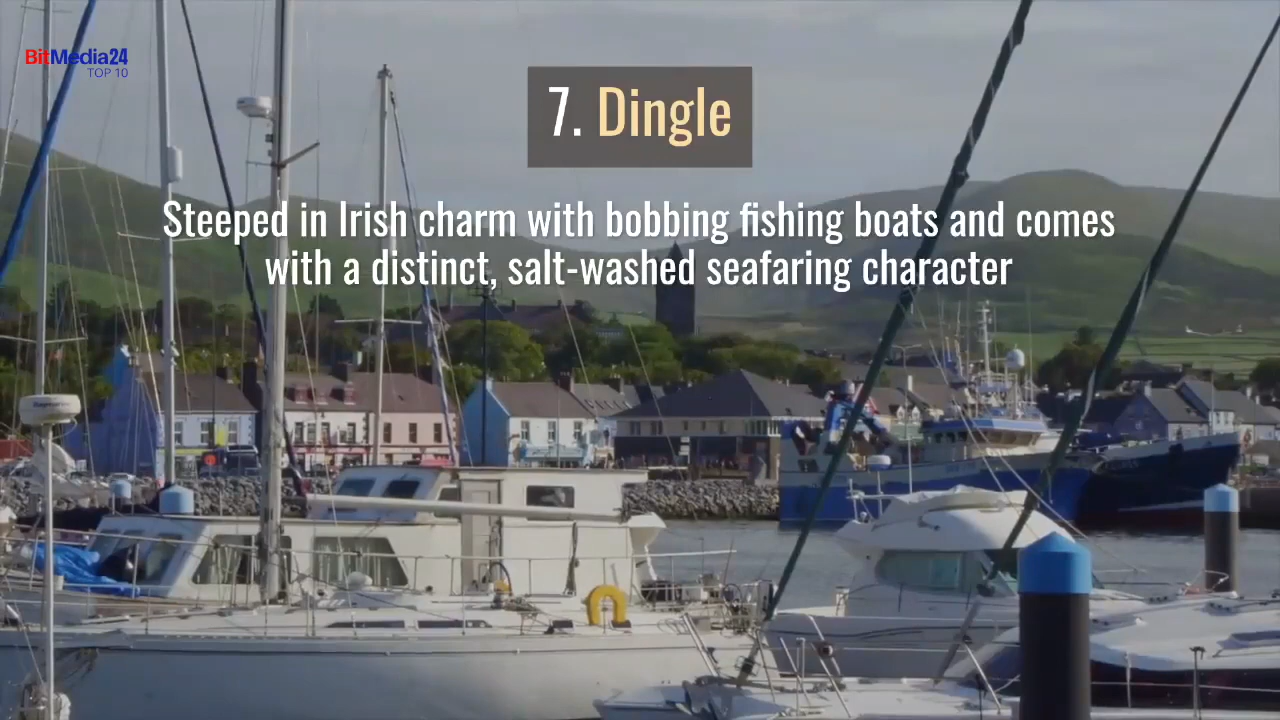 BitMedia24
TOP 10
7. Dingle
Steeped in Irish charm with bobbing fishing boats and comes
with a distinct, salt-washed seafaring character